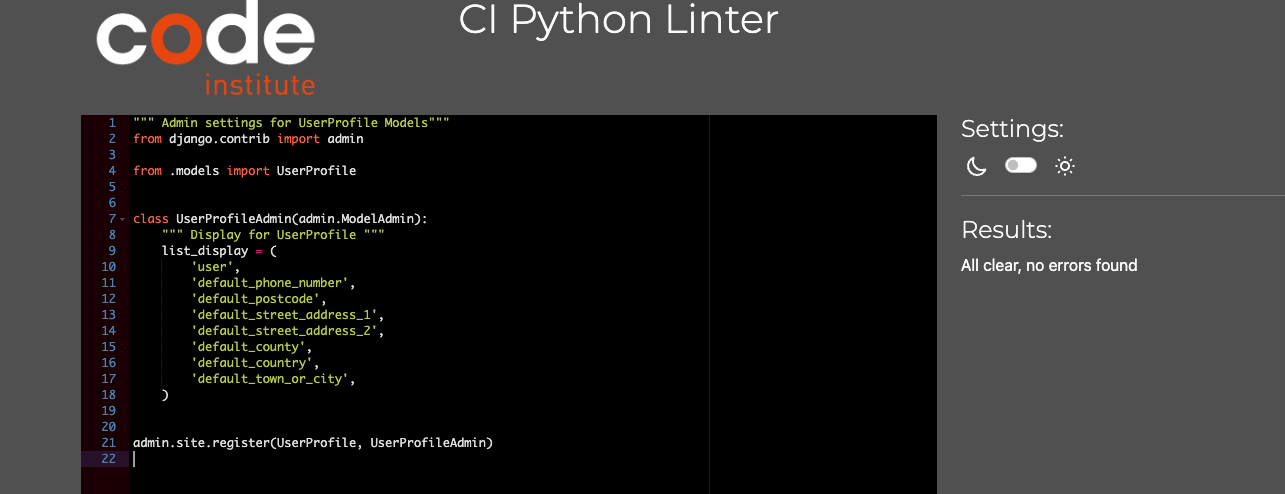 code
institute
CI Python Linter
1 """ Admin settings for UserProfile Models"""
2 from django.contrib import admin
3
4 from .models import UserProfile
5
6
7 class UserProfileAdmin(admin.ModelAdmin):
8     """ Display for UserProfile """
9     list_display = (
10         'user',
11         'default_phone_number',
12         'default_postcode',
13         'default_street_address_1',
14         'default_street_address_2',
15         'default_county',
16         'default_country',
17         'default_town_or_city',
18     )
19
20
21 admin.site.register(UserProfile, UserProfileAdmin)
22
Settings:
Results:
All clear, no errors found